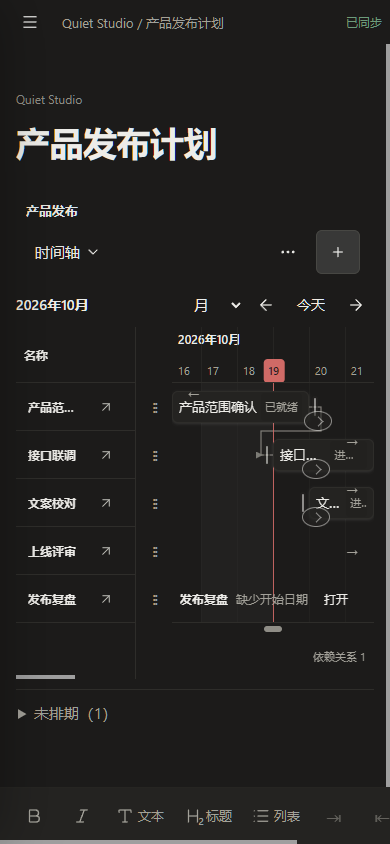 Quiet Studio / 产品发布计划
已同步
Quiet Studio
产品发布计划
产品发布
时间轴
2026年10月
月
今天
名称
2026年10月
16 17 18 19 20 21
产品范...
产品范围确认 已就绪
接口联调
接口... 进...
文案校对
文... 进..
上线评审
发布复盘
发布复盘 缺少开始日期 打开
依赖关系 1
未排期 (1)
B I T 文本 H2 标题 列表